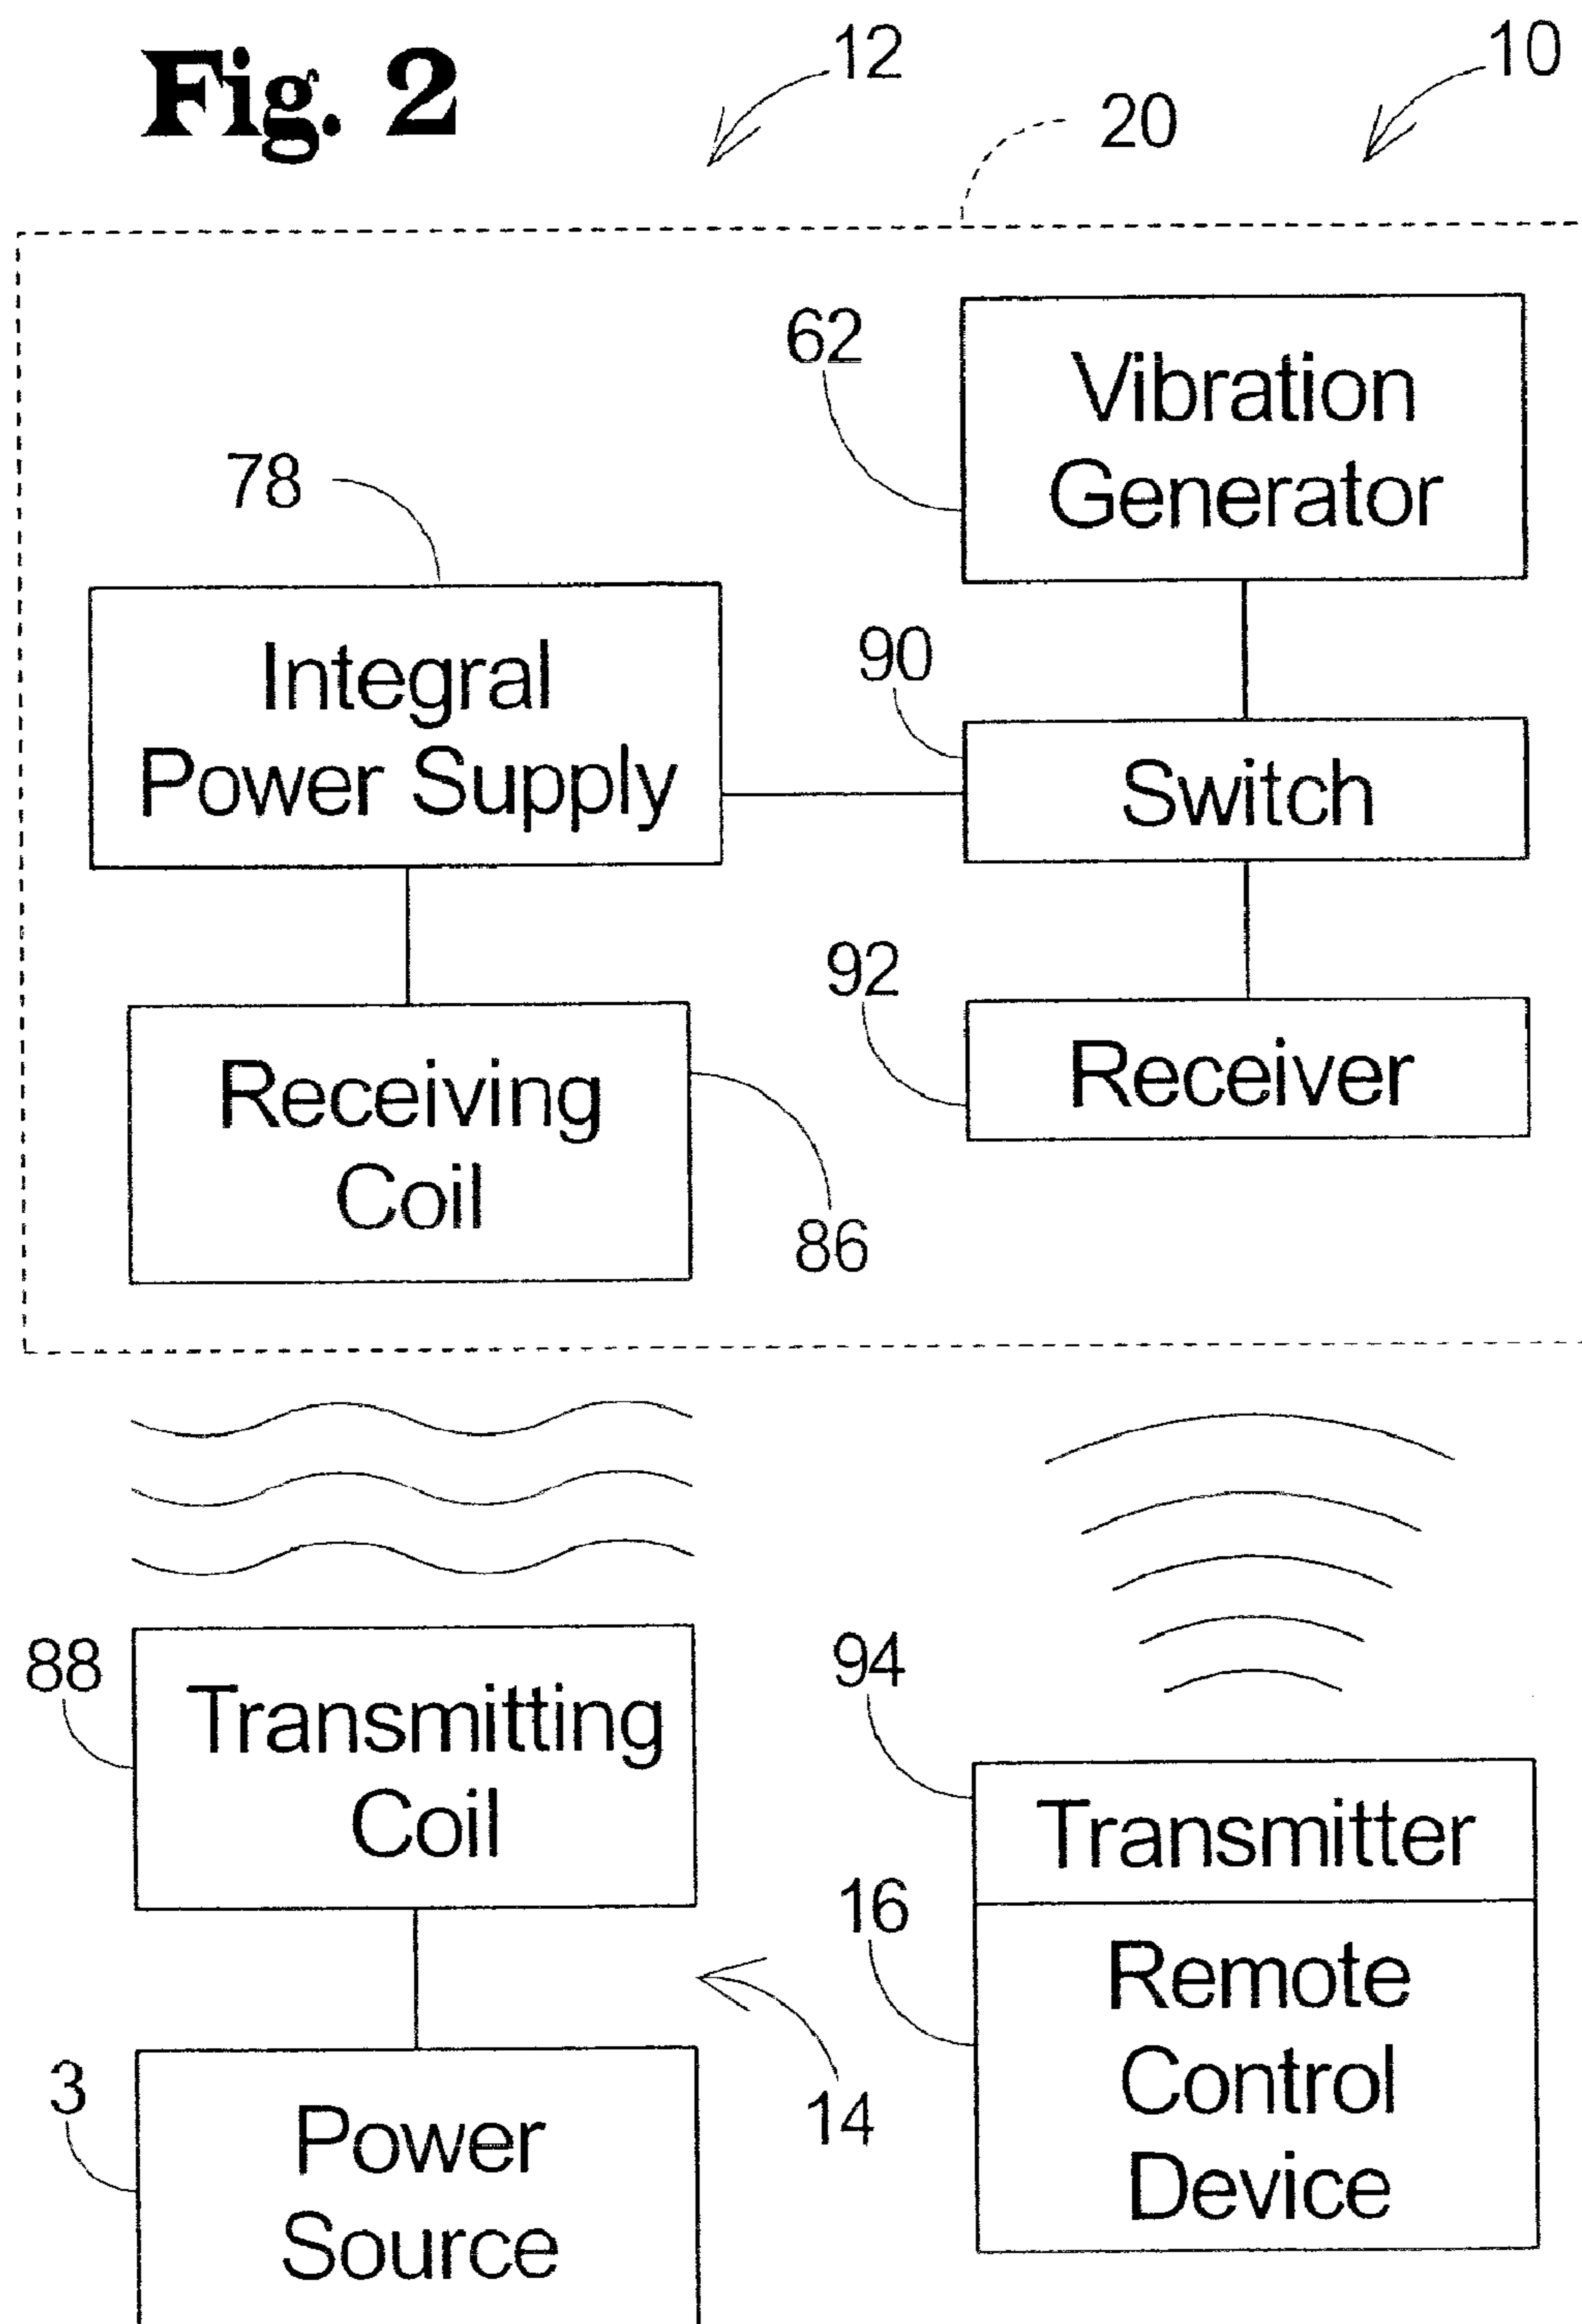 Fig. 2
12
10
20
62
Vibration
Generator
78
Integral
Power Supply
90
Switch
92
Receiver
Receiving
Coil
86
88
Transmitting
Coil
94
Transmitter
16
Remote
Control
Device
14
3
Power
Source